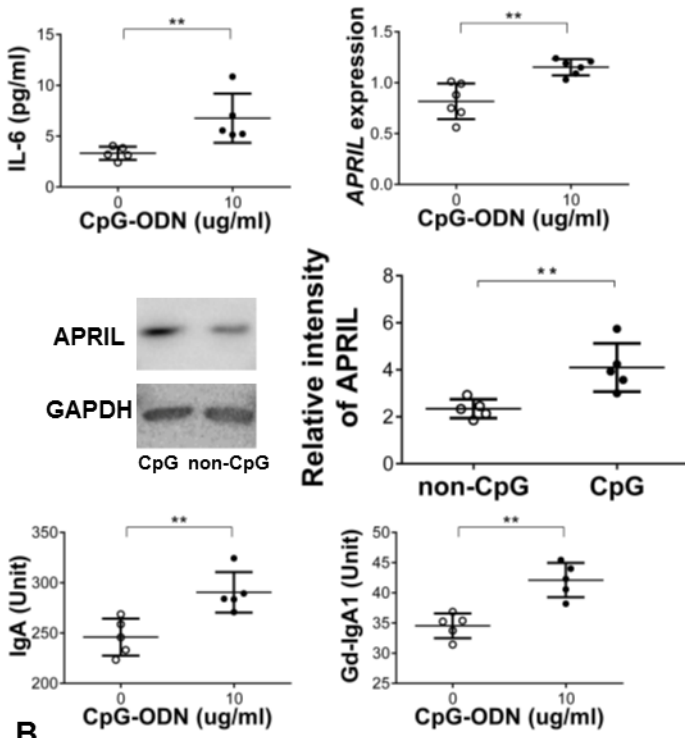 **
IL-6 (pg/ml)
15
10
5
0
0
10
CpG-ODN (ug/ml)
**
APRIL expression
1.5
1.0
0.5
0.0
0
10
CpG-ODN (ug/ml)
APRIL
GAPDH
CpG non-CpG
**
Relative intensity
of APRIL
8
6
4
2
0
non-CpG
CpG
**
IgA (Unit)
350
300
250
200
0
10
CpG-ODN (ug/ml)
**
Gd-IgA1 (Unit)
50
45
40
35
30
25
0
10
CpG-ODN (ug/ml)
B